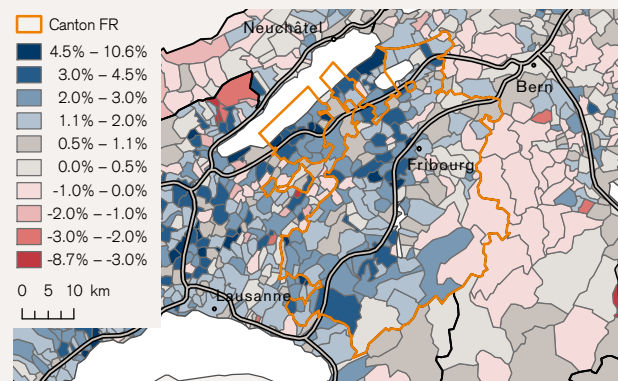 Canton FR
4.5% – 10.6%
3.0% – 4.5%
2.0% – 3.0%
1.1% – 2.0%
0.5% – 1.1%
0.0% – 0.5%
-1.0% – 0.0%
-2.0% – -1.0%
-3.0% – -2.0%
-8.7% – -3.0%
0 5 10 km
Neuchâtel
Bern
Fribourg
Lausanne